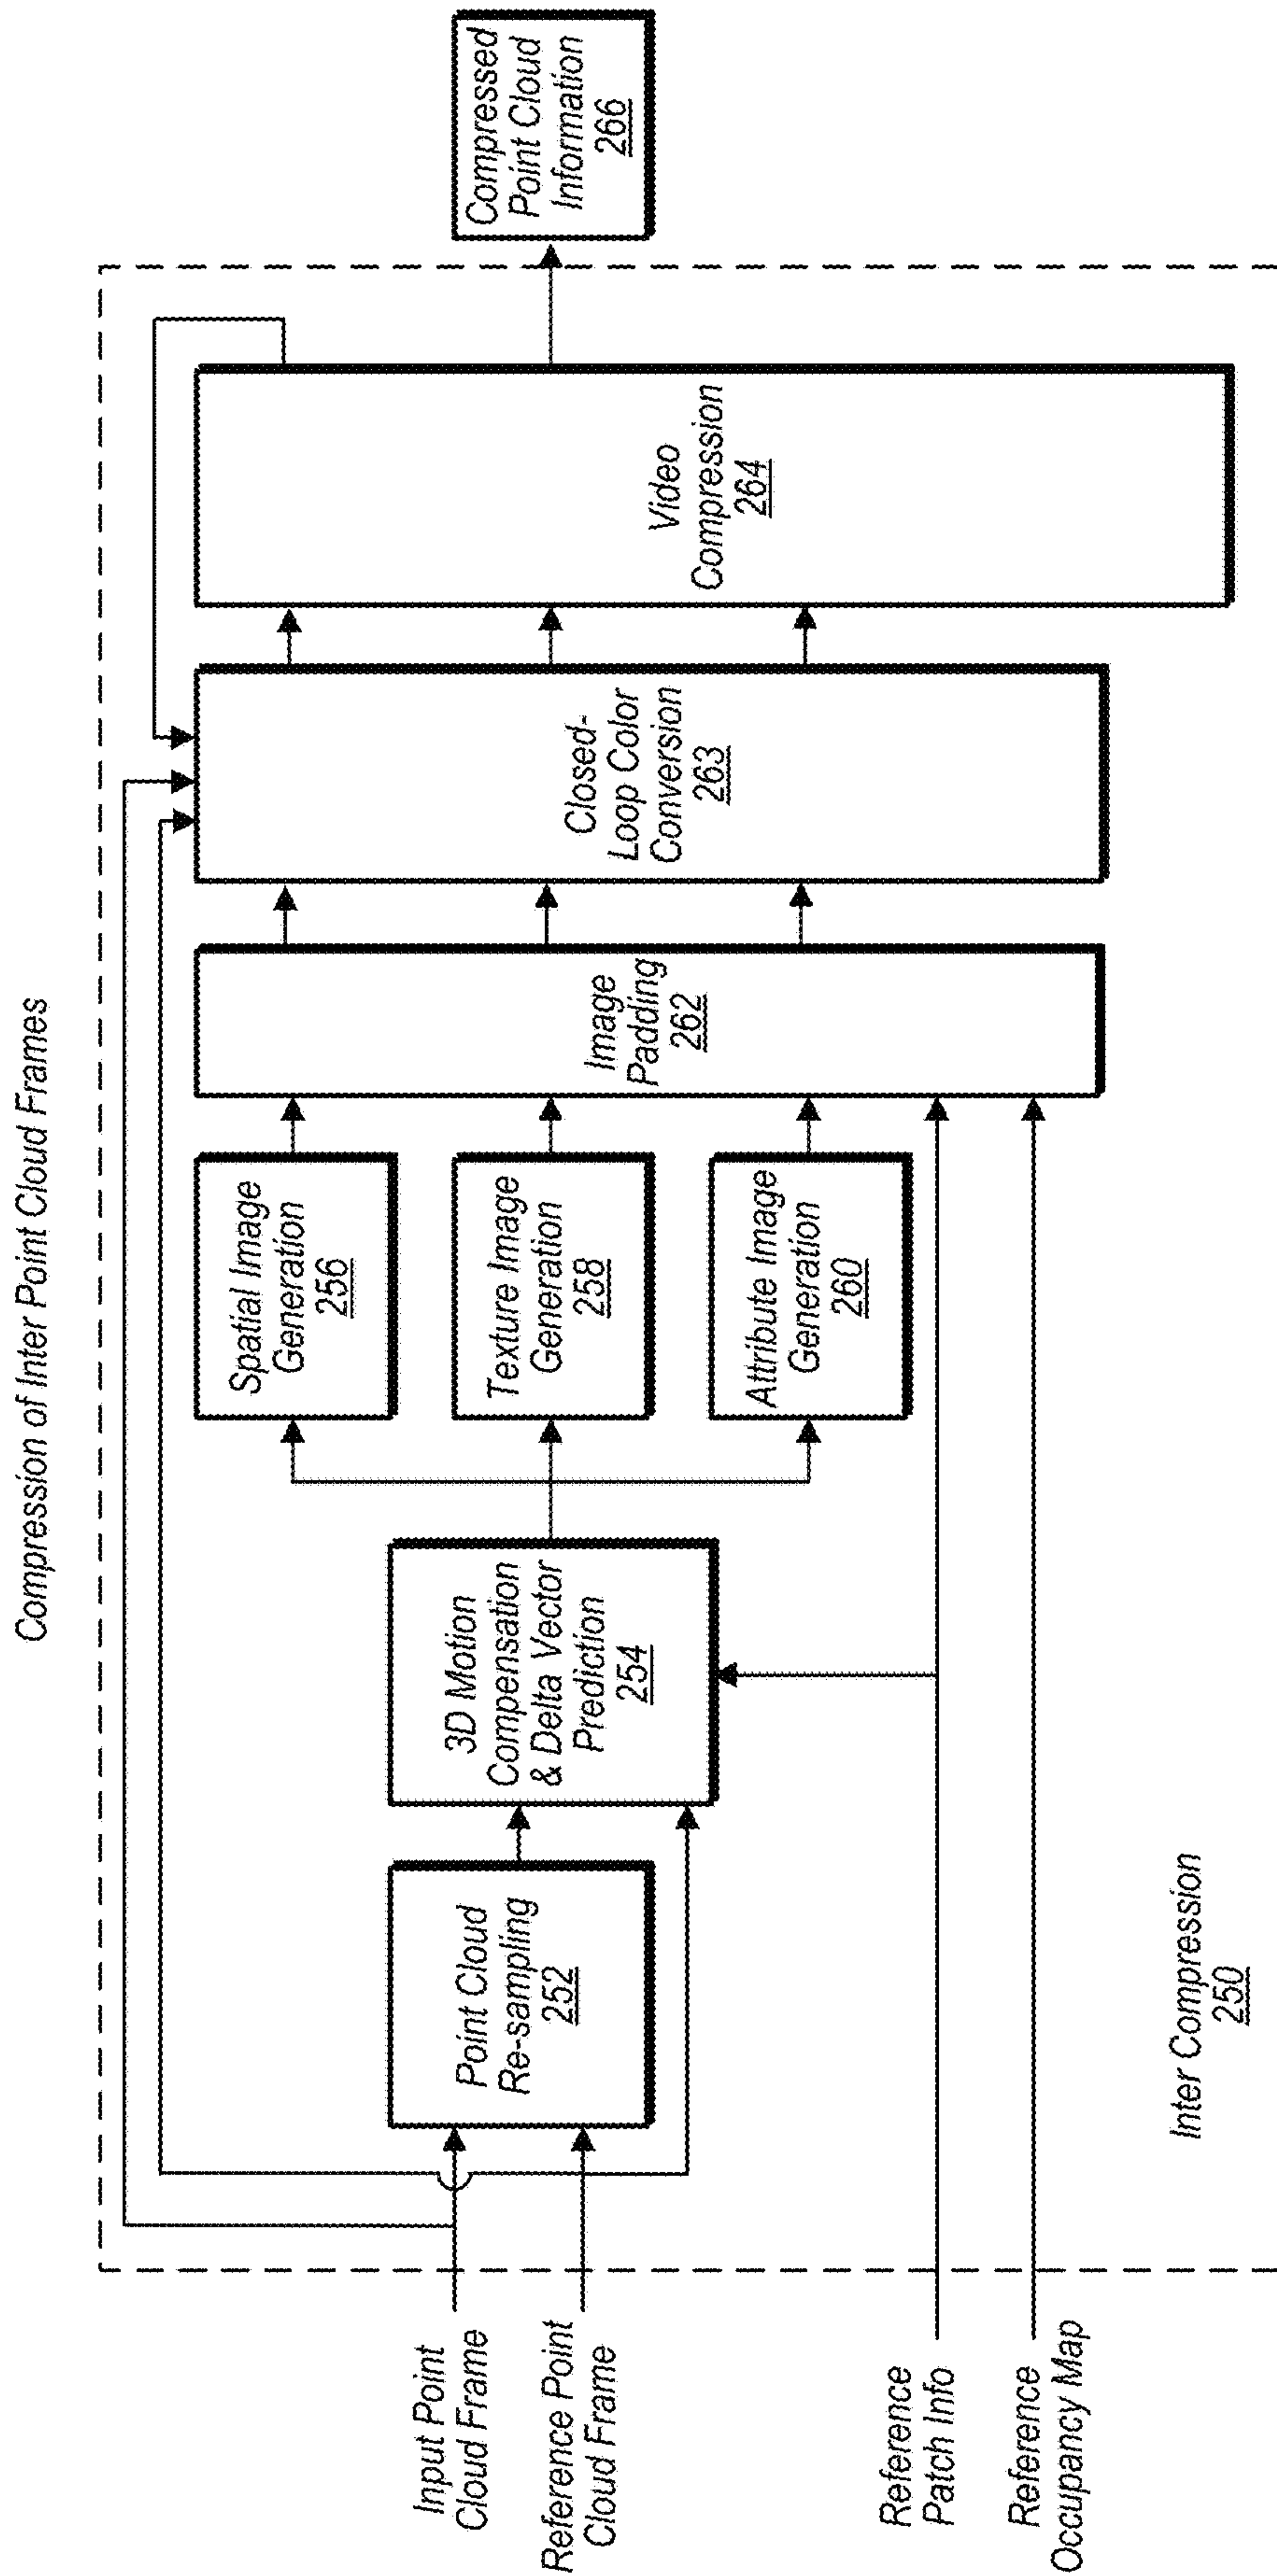 Compression of Inter Point Cloud Frames
Input Point
Cloud Frame
Reference Point
Cloud Frame
Reference
Patch Info
Reference
Occupancy Map
Point Cloud
Re-sampling
252
3D Motion
Compensation
& Delta Vector
Prediction
254
Spatial Image
Generation
256
Texture Image
Generation
258
Attribute Image
Generation
260
Image
Padding
262
Closed-
Loop Color
Conversion
263
Video
Compression
264
Compressed
Point Cloud
Information
266
Inter Compression
250